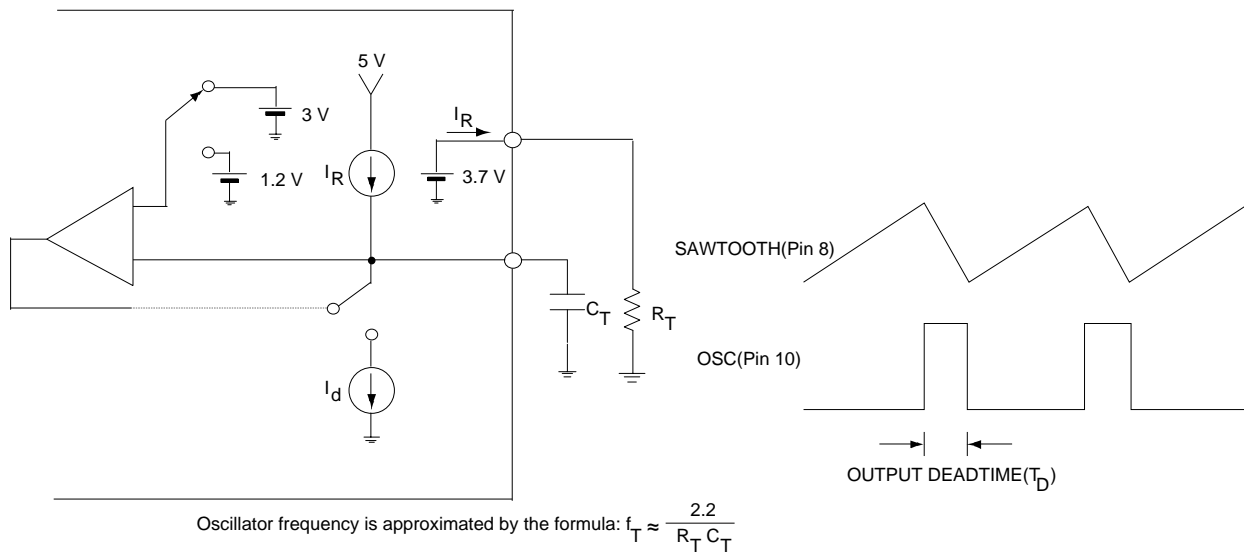 5 V
3 V
I_R
1.2 V
I_R
3.7 V
SAWTOOTH(Pin 8)
C_T
R_T
OSC(Pin 10)
I_d
OUTPUT DEADTIME(T_D)
Oscillator frequency is approximated by the formula: f_T ≈ 2.2 / R_T C_T